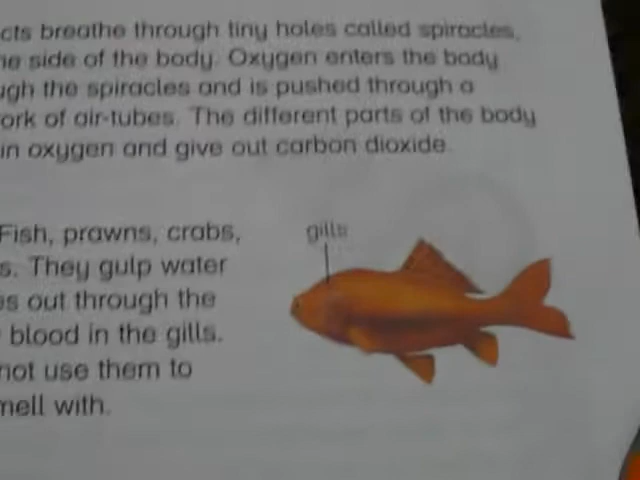 cts breathe through tiny holes called spiracles,
he side of the body. Oxygen enters the body
ugh the spiracles and is pushed through a
ork of air-tubes. The different parts of the body
in oxygen and give out carbon dioxide.
Fish, prawns, crabs,
s. They gulp water
es out through the
blood in the gills.
not use them to
mell with.
gills